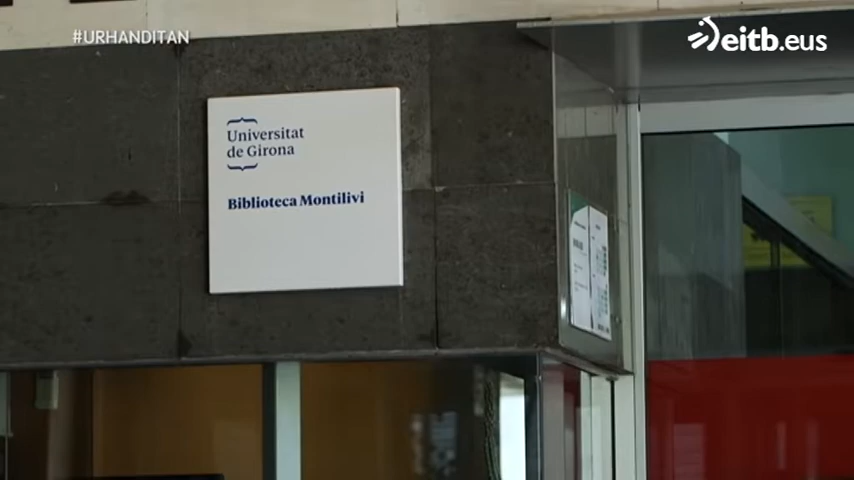 #URHANDITAN
eitb.eus
Universitat
de Girona
Biblioteca Montilivi